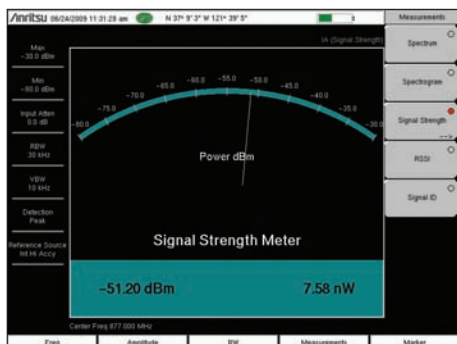 Anritsu 06/24/2009 11:31:29 am GPS N 37° 9' 3" W 121° 39' 5"
Measurements
IA (Signal Strength)
Max
-30.0 dBm
Min
-80.0 dBm
Input Atten
0.0 dB
RBW
30 kHz
VBW
10 kHz
Detection
Peak
Reference Source
Int Hi Accy
-80.0 -75.0 -70.0 -65.0 -60.0 -55.0 -50.0 -45.0 -40.0 -35.0 -30.0
Power dBm
Signal Strength Meter
-51.20 dBm 7.58 nW
Center Freq 877.000 MHz
Spectrum
Spectrogram
Signal Strength
-->
RSSI
Signal ID
Freq Amplitude BW Measurements Marker